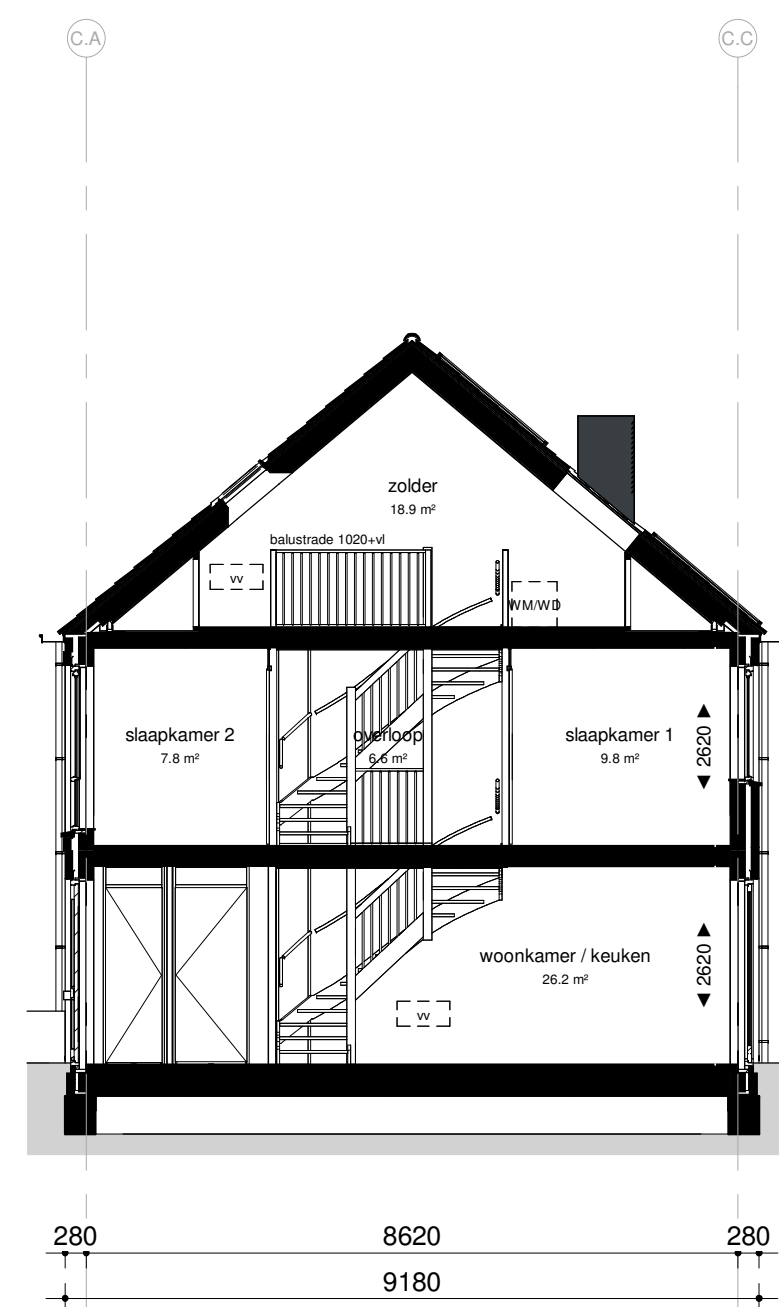 C.A
C.C
zolder
18.9 m²
balustrade 1020+vl
vv
WM/WD
slaapkamer 2
7.8 m²
overloop
6.6 m²
slaapkamer 1
9.8 m²
2620
woonkamer / keuken
26.2 m²
2620
vv
280
8620
280
9180